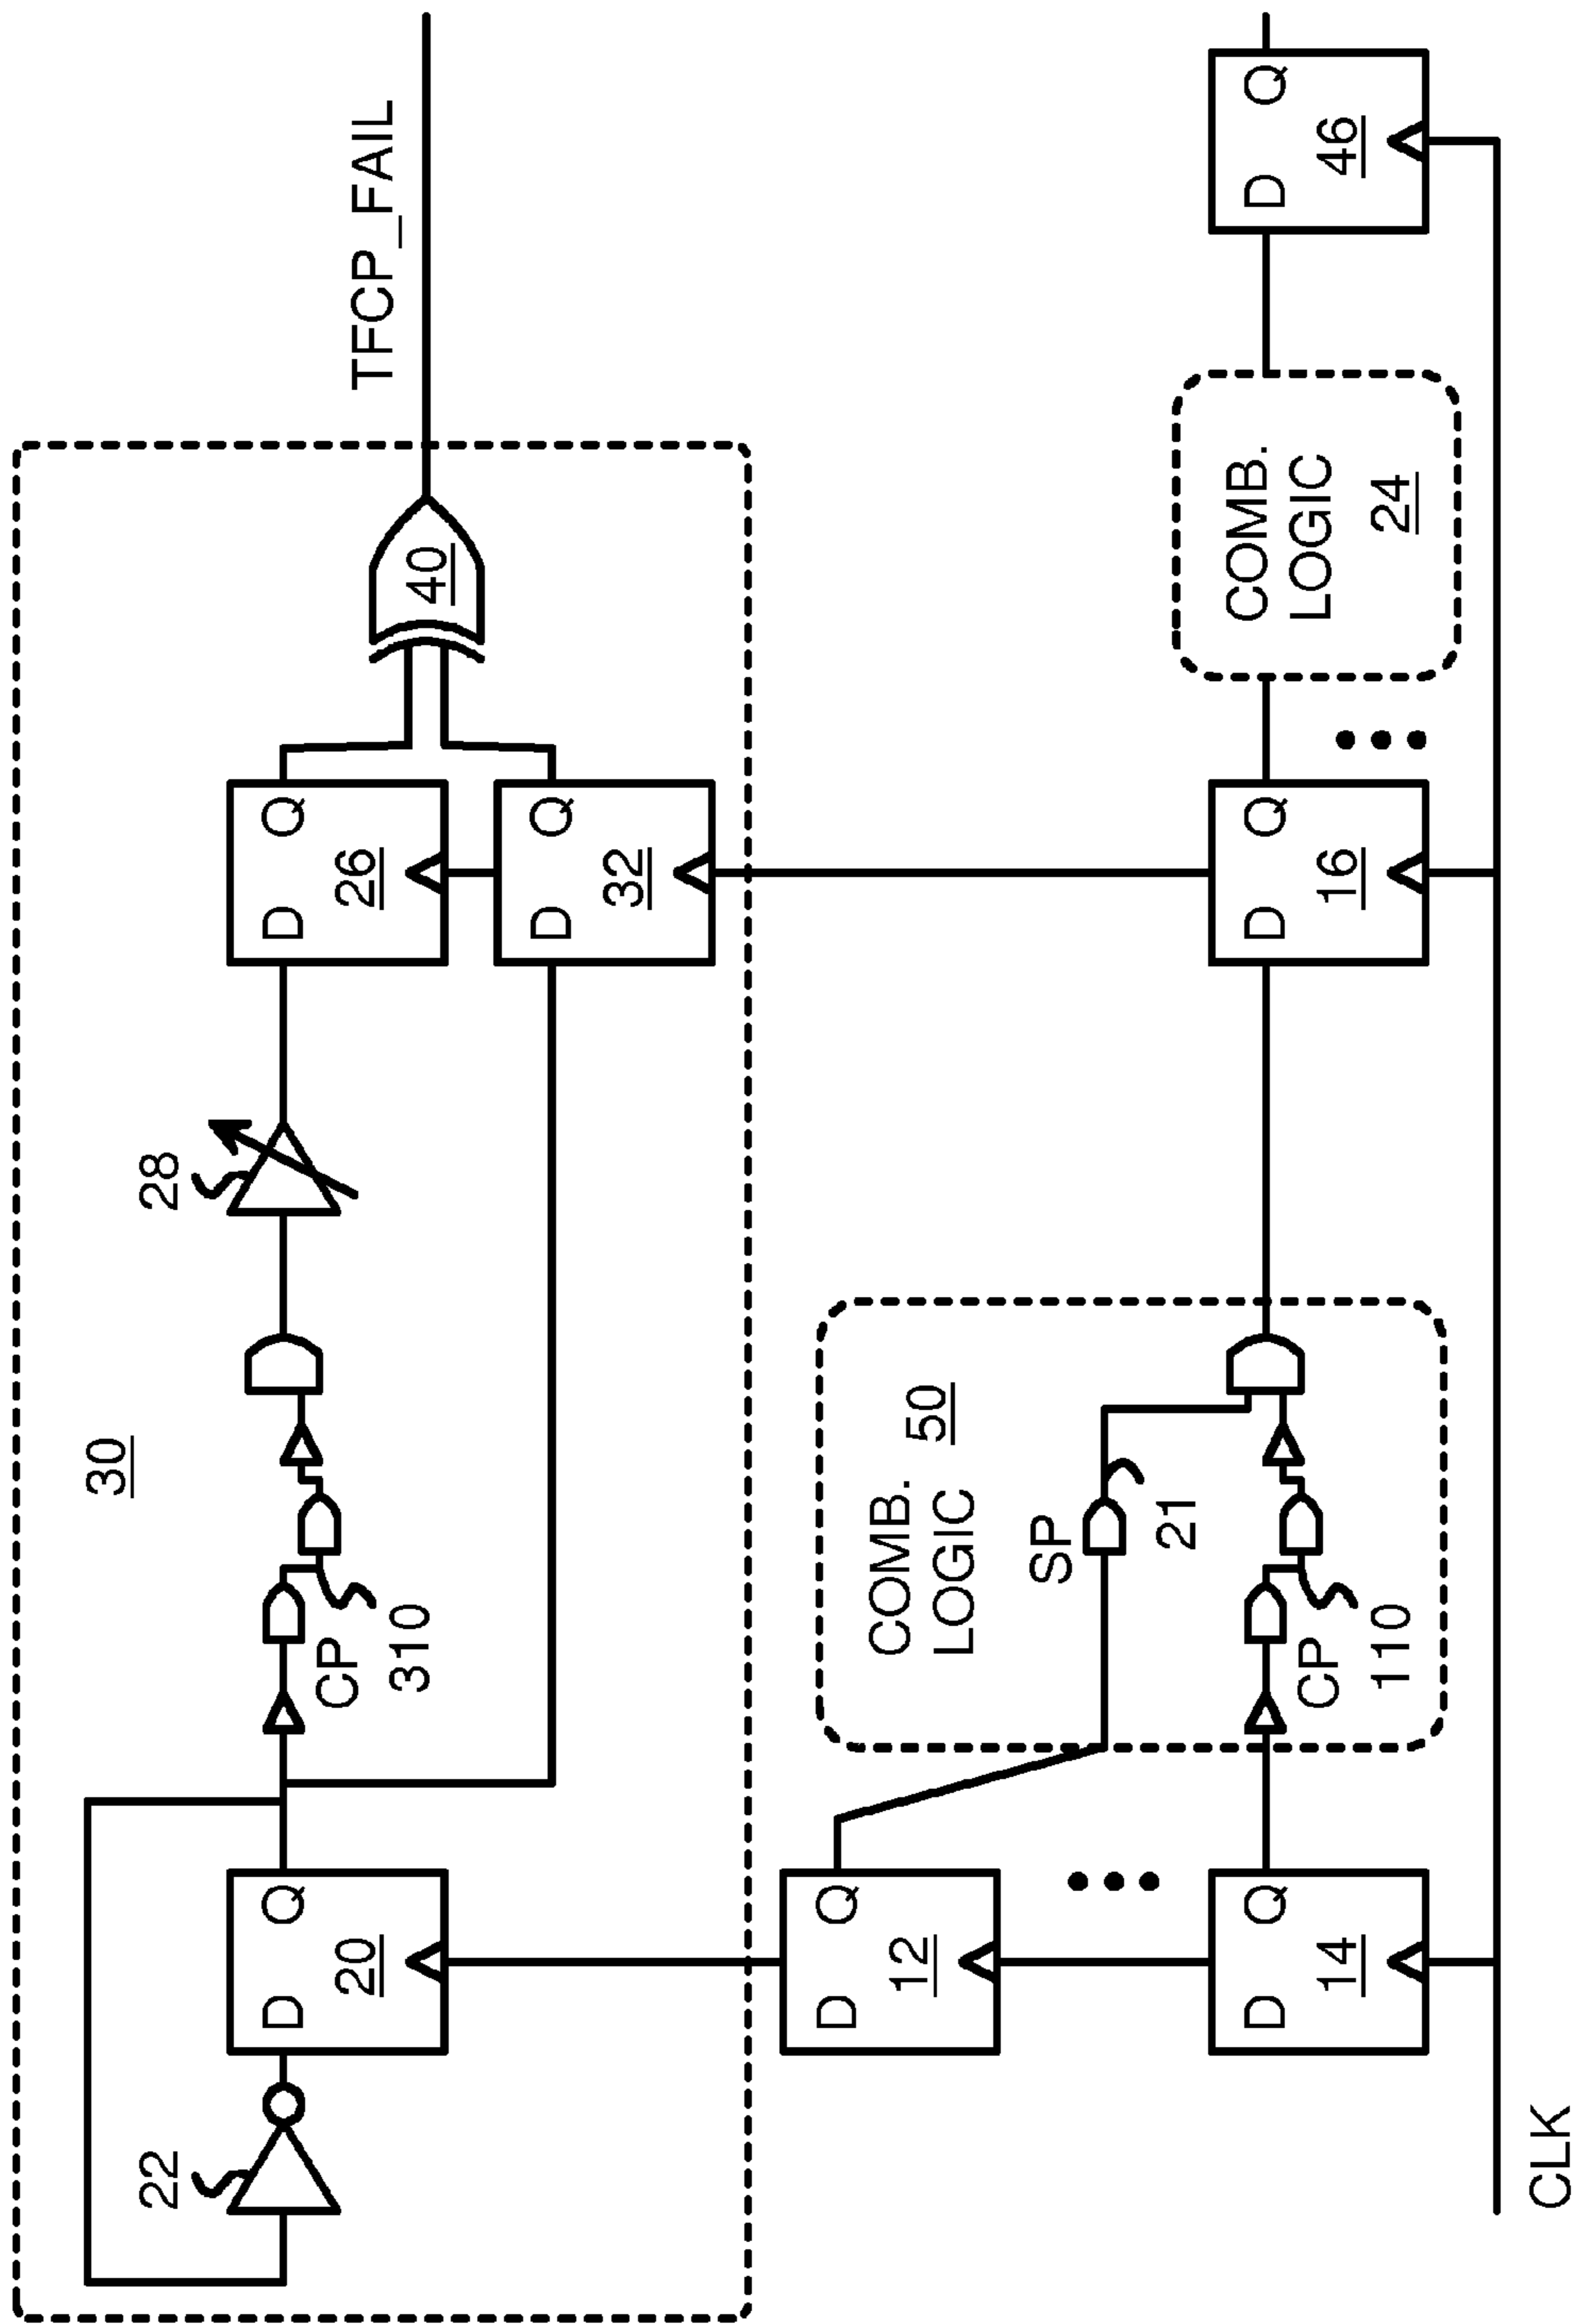 30
22
28
D Q
20
CP
310
D Q
26
D Q
32
40
TFCP_FAIL
D Q
12
D Q
14
COMB.
LOGIC 50
SP
21
CP
110
D Q
16
COMB.
LOGIC
24
D Q
46
CLK